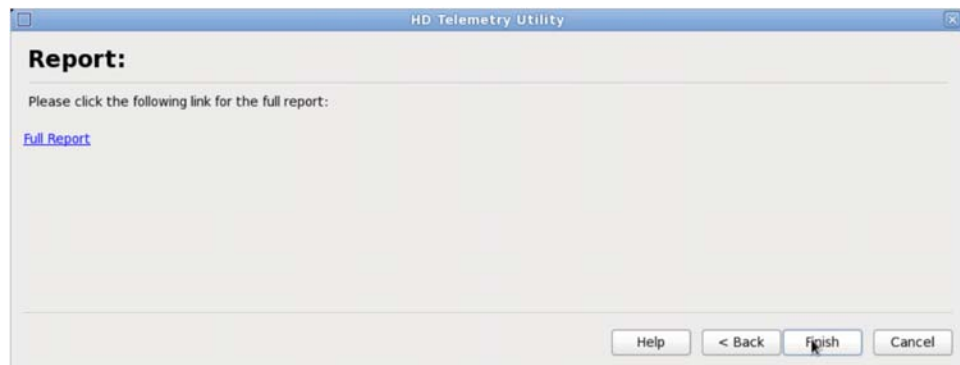 HD Telemetry Utility
Report:
Please click the following link for the full report:
Full Report
Help
< Back
Finish
Cancel